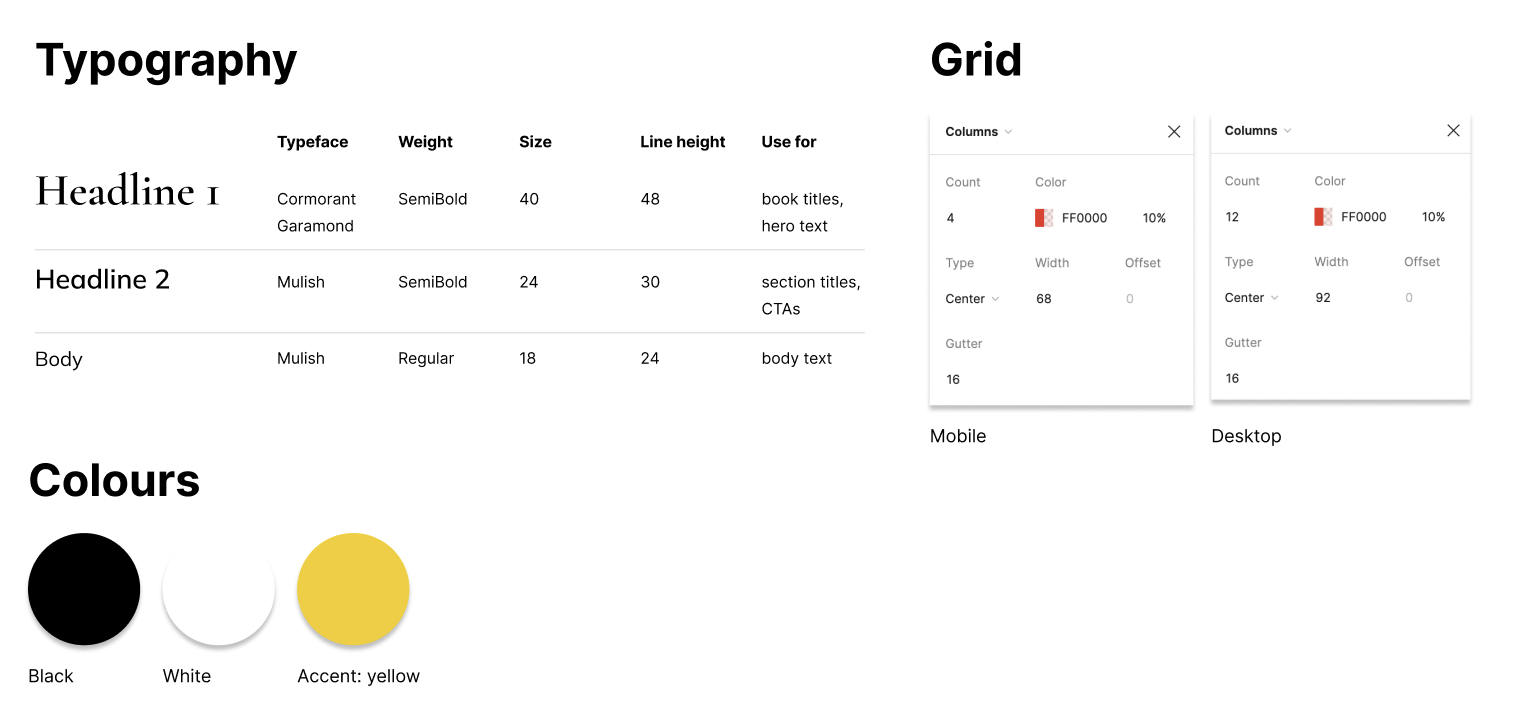 Typography
Typeface Weight Size Line height Use for
Headline 1 Cormorant SemiBold 40 48 book titles,
Garamond hero text
Headline 2 Mulish SemiBold 24 30 section titles,
CTAs
Body Mulish Regular 18 24 body text
Grid
Columns
Count Color
4 FF0000 10%
Type Width Offset
Center 68 0
Gutter
16
Mobile
Columns
Count Color
12 FF0000 10%
Type Width Offset
Center 92 0
Gutter
16
Desktop
Colours
Black White Accent: yellow